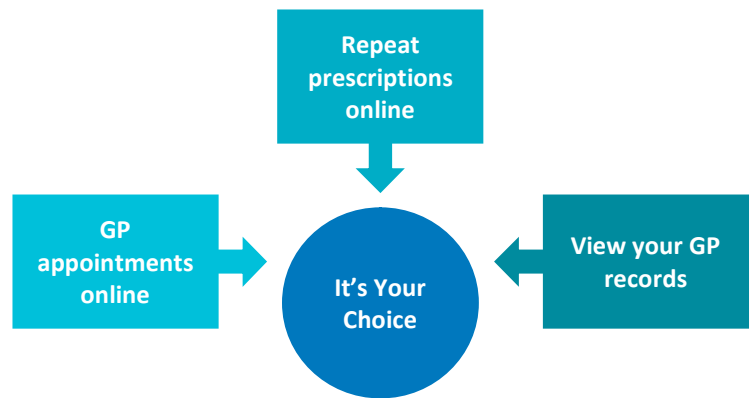 Repeat
prescriptions
online
GP
appointments
online
It’s Your
Choice
View your GP
records